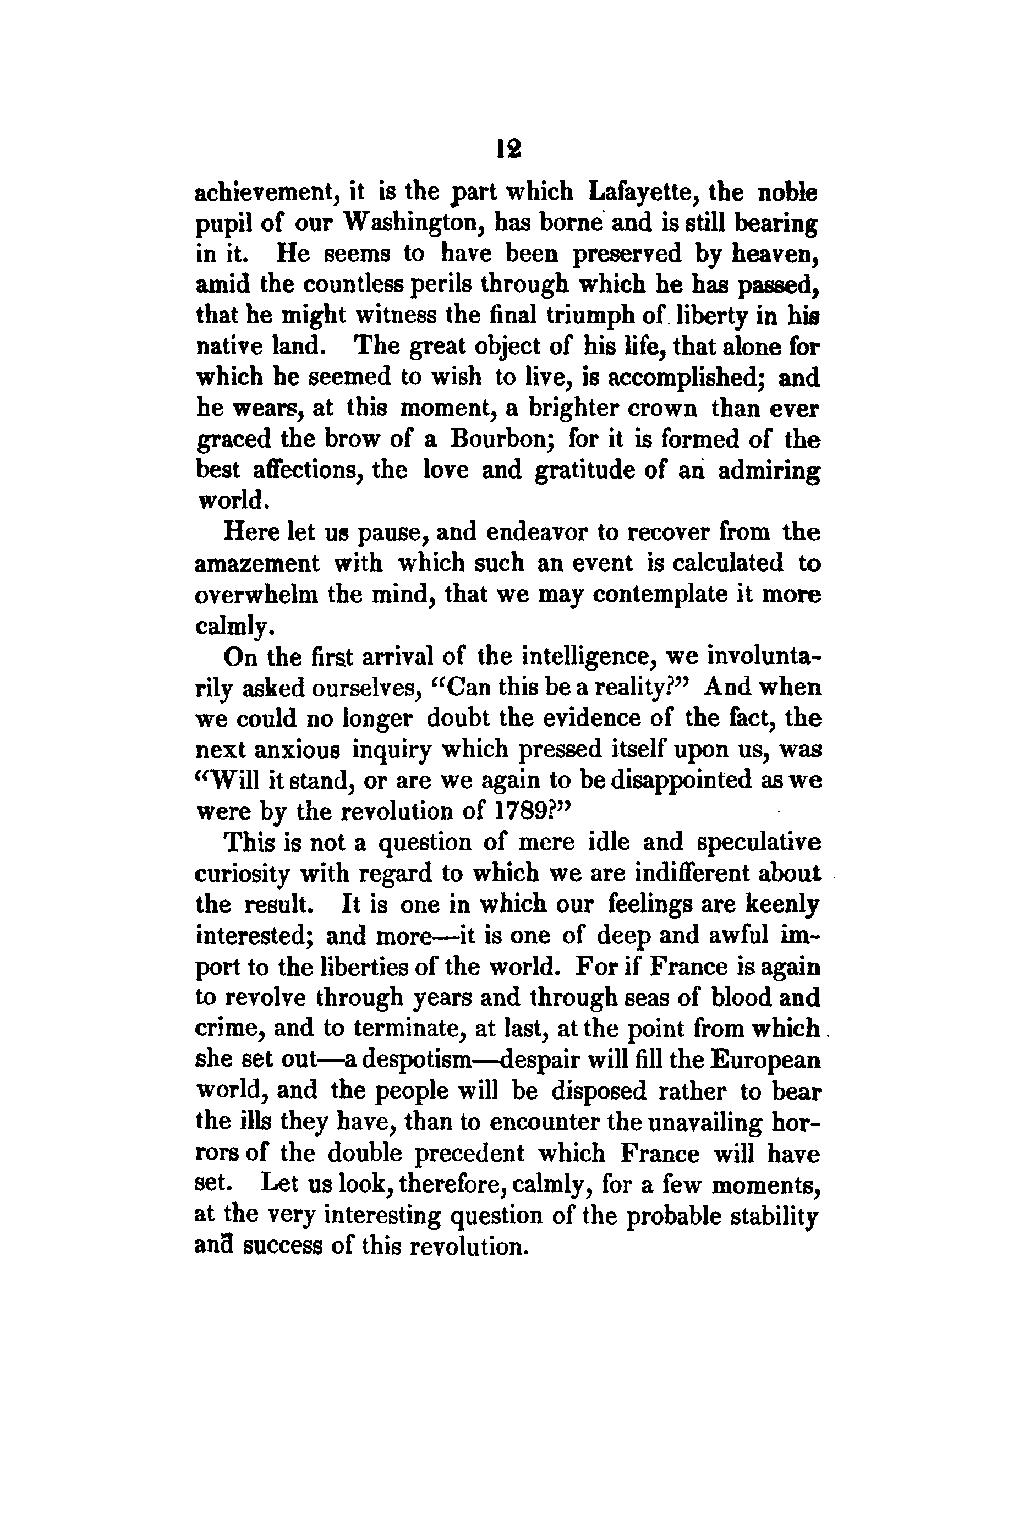 12
achievement, it is the part which Lafayette, the noble
pupil of our Washington, has borne and is still bearing
in it. He seems to have been preserved by heaven,
amid the countless perils through which he has passed,
that he might witness the final triumph of liberty in his
native land. The great object of his life, that alone for
which he seemed to wish to live, is accomplished; and
he wears, at this moment, a brighter crown than ever
graced the brow of a Bourbon; for it is formed of the
best affections, the love and gratitude of an admiring
world.
Here let us pause, and endeavor to recover from the
amazement with which such an event is calculated to
overwhelm the mind, that we may contemplate it more
calmly.
On the first arrival of the intelligence, we involunta-
rily asked ourselves, “Can this be a reality?” And when
we could no longer doubt the evidence of the fact, the
next anxious inquiry which pressed itself upon us, was
“Will it stand, or are we again to be disappointed as we
were by the revolution of 1789?”
This is not a question of mere idle and speculative
curiosity with regard to which we are indifferent about
the result. It is one in which our feelings are keenly
interested; and more—it is one of deep and awful im-
port to the liberties of the world. For if France is again
to revolve through years and through seas of blood and
crime, and to terminate, at last, at the point from which
she set out—a despotism—despair will fill the European
world, and the people will be disposed rather to bear
the ills they have, than to encounter the unavailing hor-
rors of the double precedent which France will have
set. Let us look, therefore, calmly, for a few moments,
at the very interesting question of the probable stability
and success of this revolution.